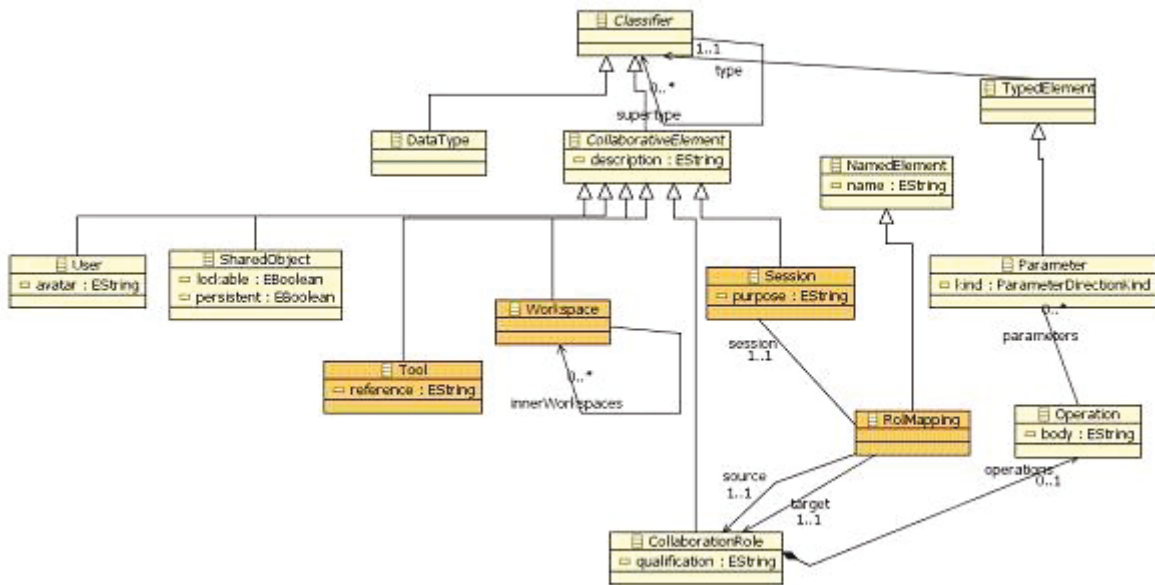 Classifier
1..1
type
0..*
supertype
TypedElement
DataType
CollaborativeElement
description : EString
NamedElement
name : EString
User
avatar : EString
SharedObject
lockable : EBoolean
persistent : EBoolean
Session
purpose : EString
Parameter
kind : ParameterDirectionKind
Workspace
0..*
parameters
session
1..1
Tool
reference : EString
0..*
innerWorkspaces
RolMapping
Operation
body : EString
source
1..1
operations
0..1
target
1..1
CollaborationRole
qualification : EString